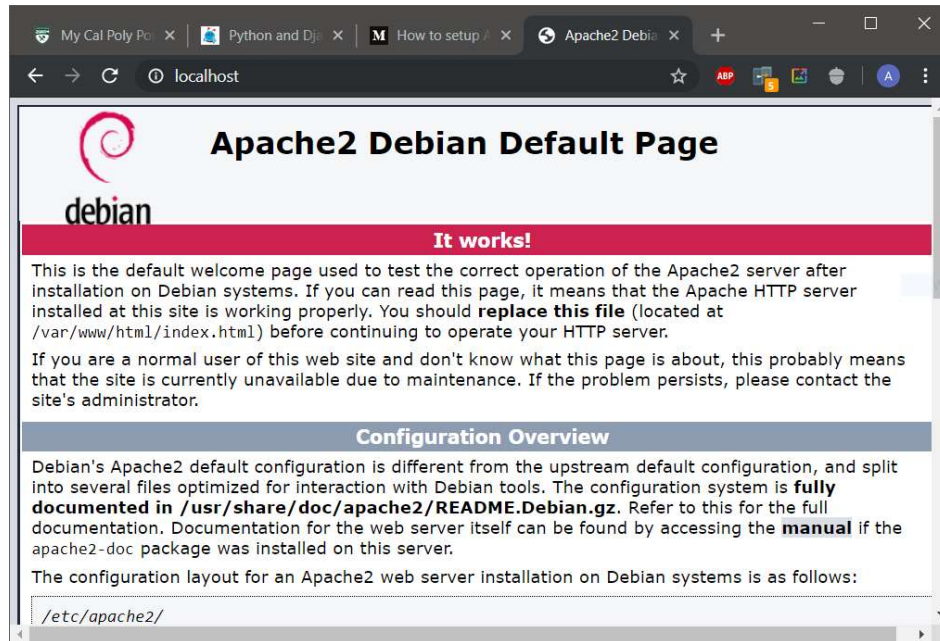 My Cal Poly Po
Python and Dja
How to setup A
Apache2 Debia
localhost
ABP
5
A
debian
Apache2 Debian Default Page
It works!
This is the default welcome page used to test the correct operation of the Apache2 server after
installation on Debian systems. If you can read this page, it means that the Apache HTTP server
installed at this site is working properly. You should replace this file (located at
/var/www/html/index.html) before continuing to operate your HTTP server.
If you are a normal user of this web site and don't know what this page is about, this probably means
that the site is currently unavailable due to maintenance. If the problem persists, please contact the
site's administrator.
Configuration Overview
Debian's Apache2 default configuration is different from the upstream default configuration, and split
into several files optimized for interaction with Debian tools. The configuration system is fully
documented in /usr/share/doc/apache2/README.Debian.gz. Refer to this for the full
documentation. Documentation for the web server itself can be found by accessing the manual if the
apache2-doc package was installed on this server.
The configuration layout for an Apache2 web server installation on Debian systems is as follows:
/etc/apache2/